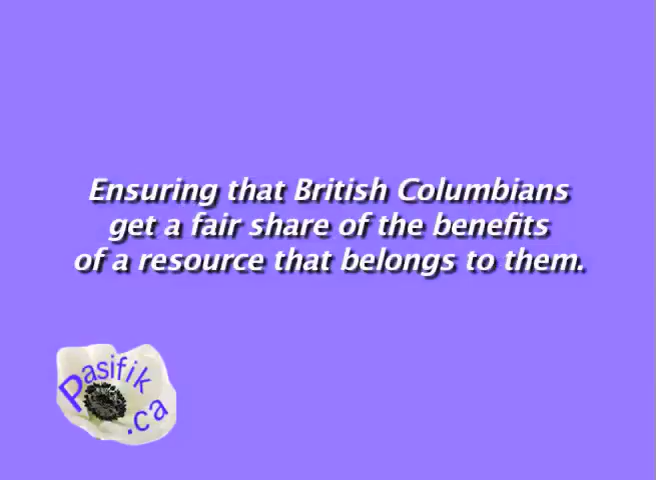 Ensuring that British Columbians
get a fair share of the benefits
of a resource that belongs to them.
Pasifik
.ca